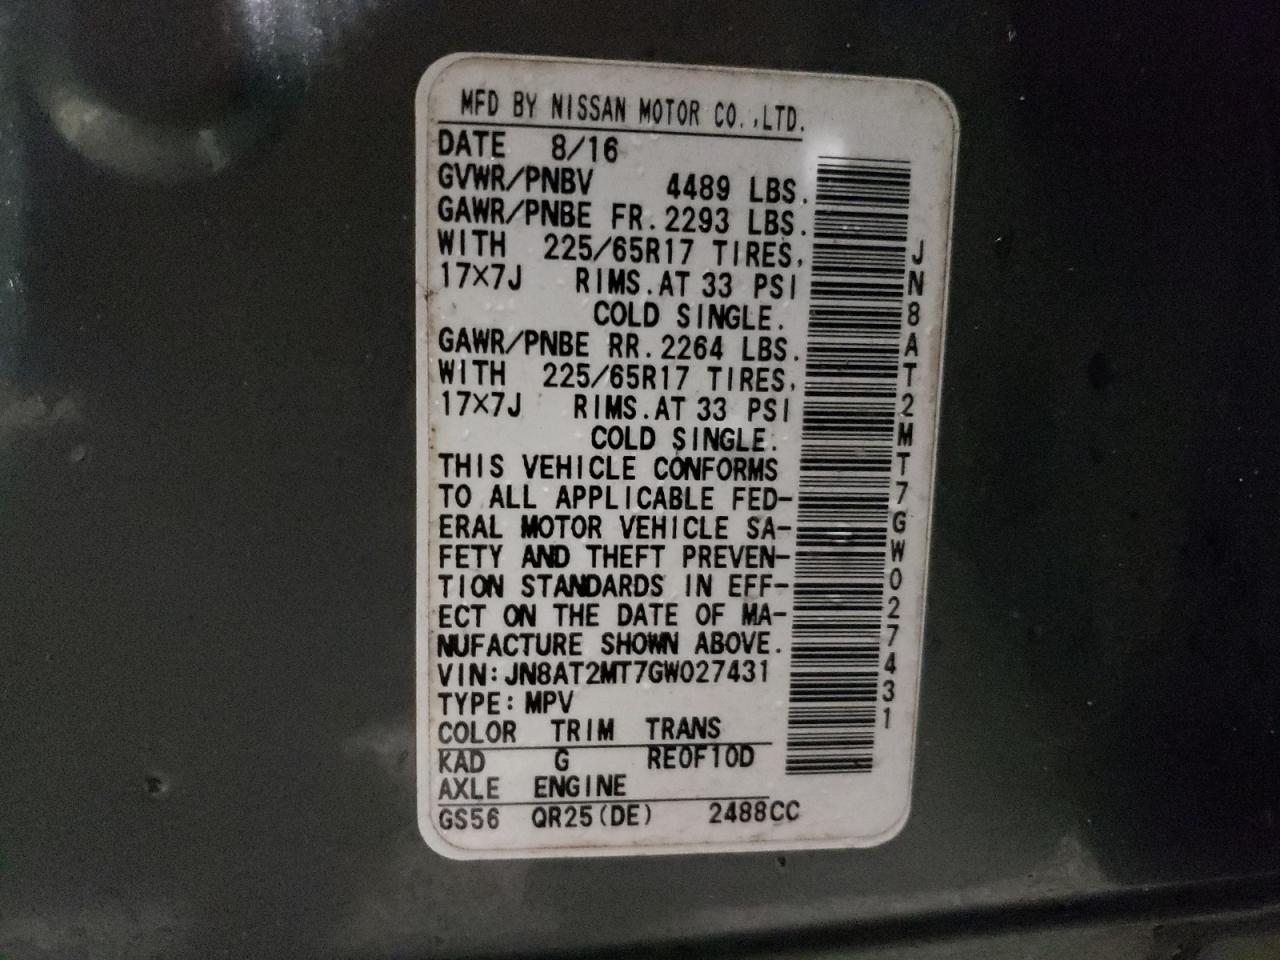 MFD BY NISSAN MOTOR CO.,LTD.
DATE 8/16
GVWR/PNBV 4489 LBS.
GAWR/PNBE FR.2293 LBS.
WITH 225/65R17 TIRES,
17X7J RIMS.AT 33 PSI
COLD SINGLE.
GAWR/PNBE RR.2264 LBS.
WITH 225/65R17 TIRES,
17X7J RIMS.AT 33 PSI
COLD SINGLE.
THIS VEHICLE CONFORMS
TO ALL APPLICABLE FED-
ERAL MOTOR VEHICLE SA-
FETY AND THEFT PREVEN-
TION STANDARDS IN EFF-
ECT ON THE DATE OF MA-
NUFACTURE SHOWN ABOVE.
VIN:JN8AT2MT7GW027431
TYPE:MPV
COLOR TRIM TRANS
KAD G RE0F10D
AXLE ENGINE
GS56 QR25(DE) 2488CC
JN8AT2MT7GW027431